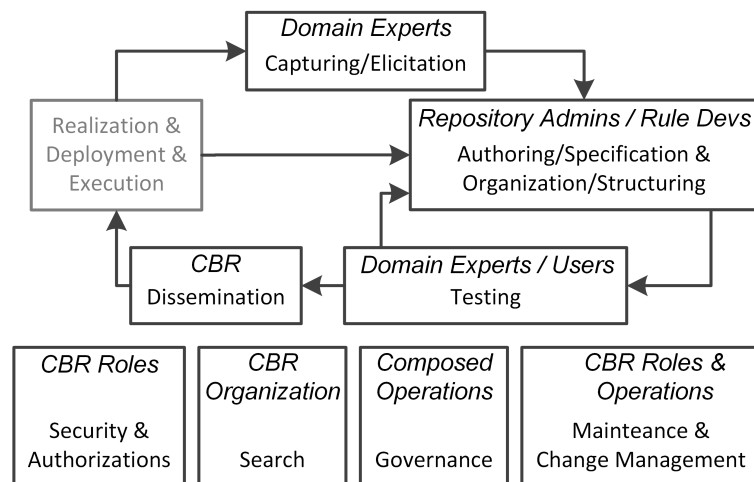 Domain Experts
Capturing/Elicitation
Realization &
Deployment &
Execution
Repository Admins / Rule Devs
Authoring/Specification &
Organization/Structuring
CBR
Dissemination
Domain Experts / Users
Testing
CBR Roles
Security &
Authorizations
CBR
Organization
Search
Composed
Operations
Governance
CBR Roles &
Operations
Mainteance &
Change Management